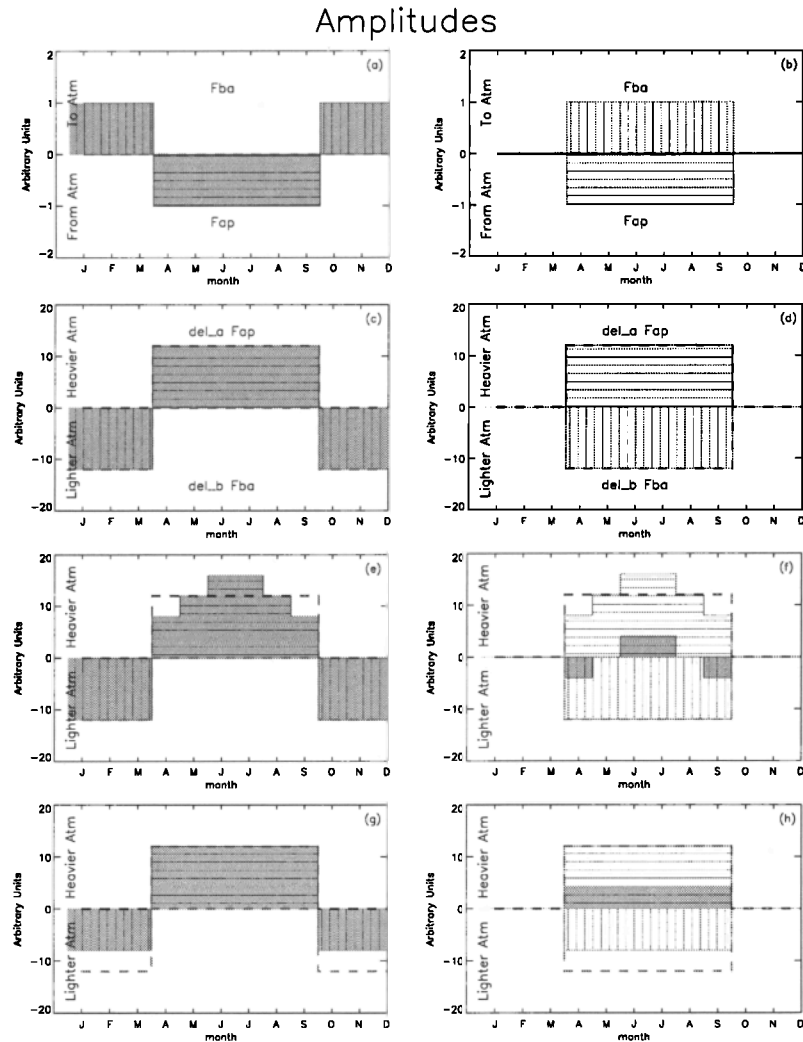 Amplitudes
(a)
Fba
Fap
To Atm
From Atm
Arbitrary Units
2
1
0
-1
-2
J F M A M J J A S O N D
month
(b)
Fba
Fap
To Atm
From Atm
Arbitrary Units
2
1
0
-1
-2
J F M A M J J A S O N D
month
(c)
del_a Fap
del_b Fba
Heavier Atm
Lighter Atm
Arbitrary Units
20
10
0
-10
-20
J F M A M J J A S O N D
month
(d)
del_a Fap
del_b Fba
Heavier Atm
Lighter Atm
Arbitrary Units
20
10
0
-10
-20
J F M A M J J A S O N D
month
(e)
Heavier Atm
Lighter Atm
Arbitrary Units
20
10
0
-10
-20
J F M A M J J A S O N D
month
(f)
Heavier Atm
Lighter Atm
Arbitrary Units
20
10
0
-10
-20
J F M A M J J A S O N D
month
(g)
Heavier Atm
Lighter Atm
Arbitrary Units
20
10
0
-10
-20
J F M A M J J A S O N D
month
(h)
Heavier Atm
Lighter Atm
Arbitrary Units
20
10
0
-10
-20
J F M A M J J A S O N D
month